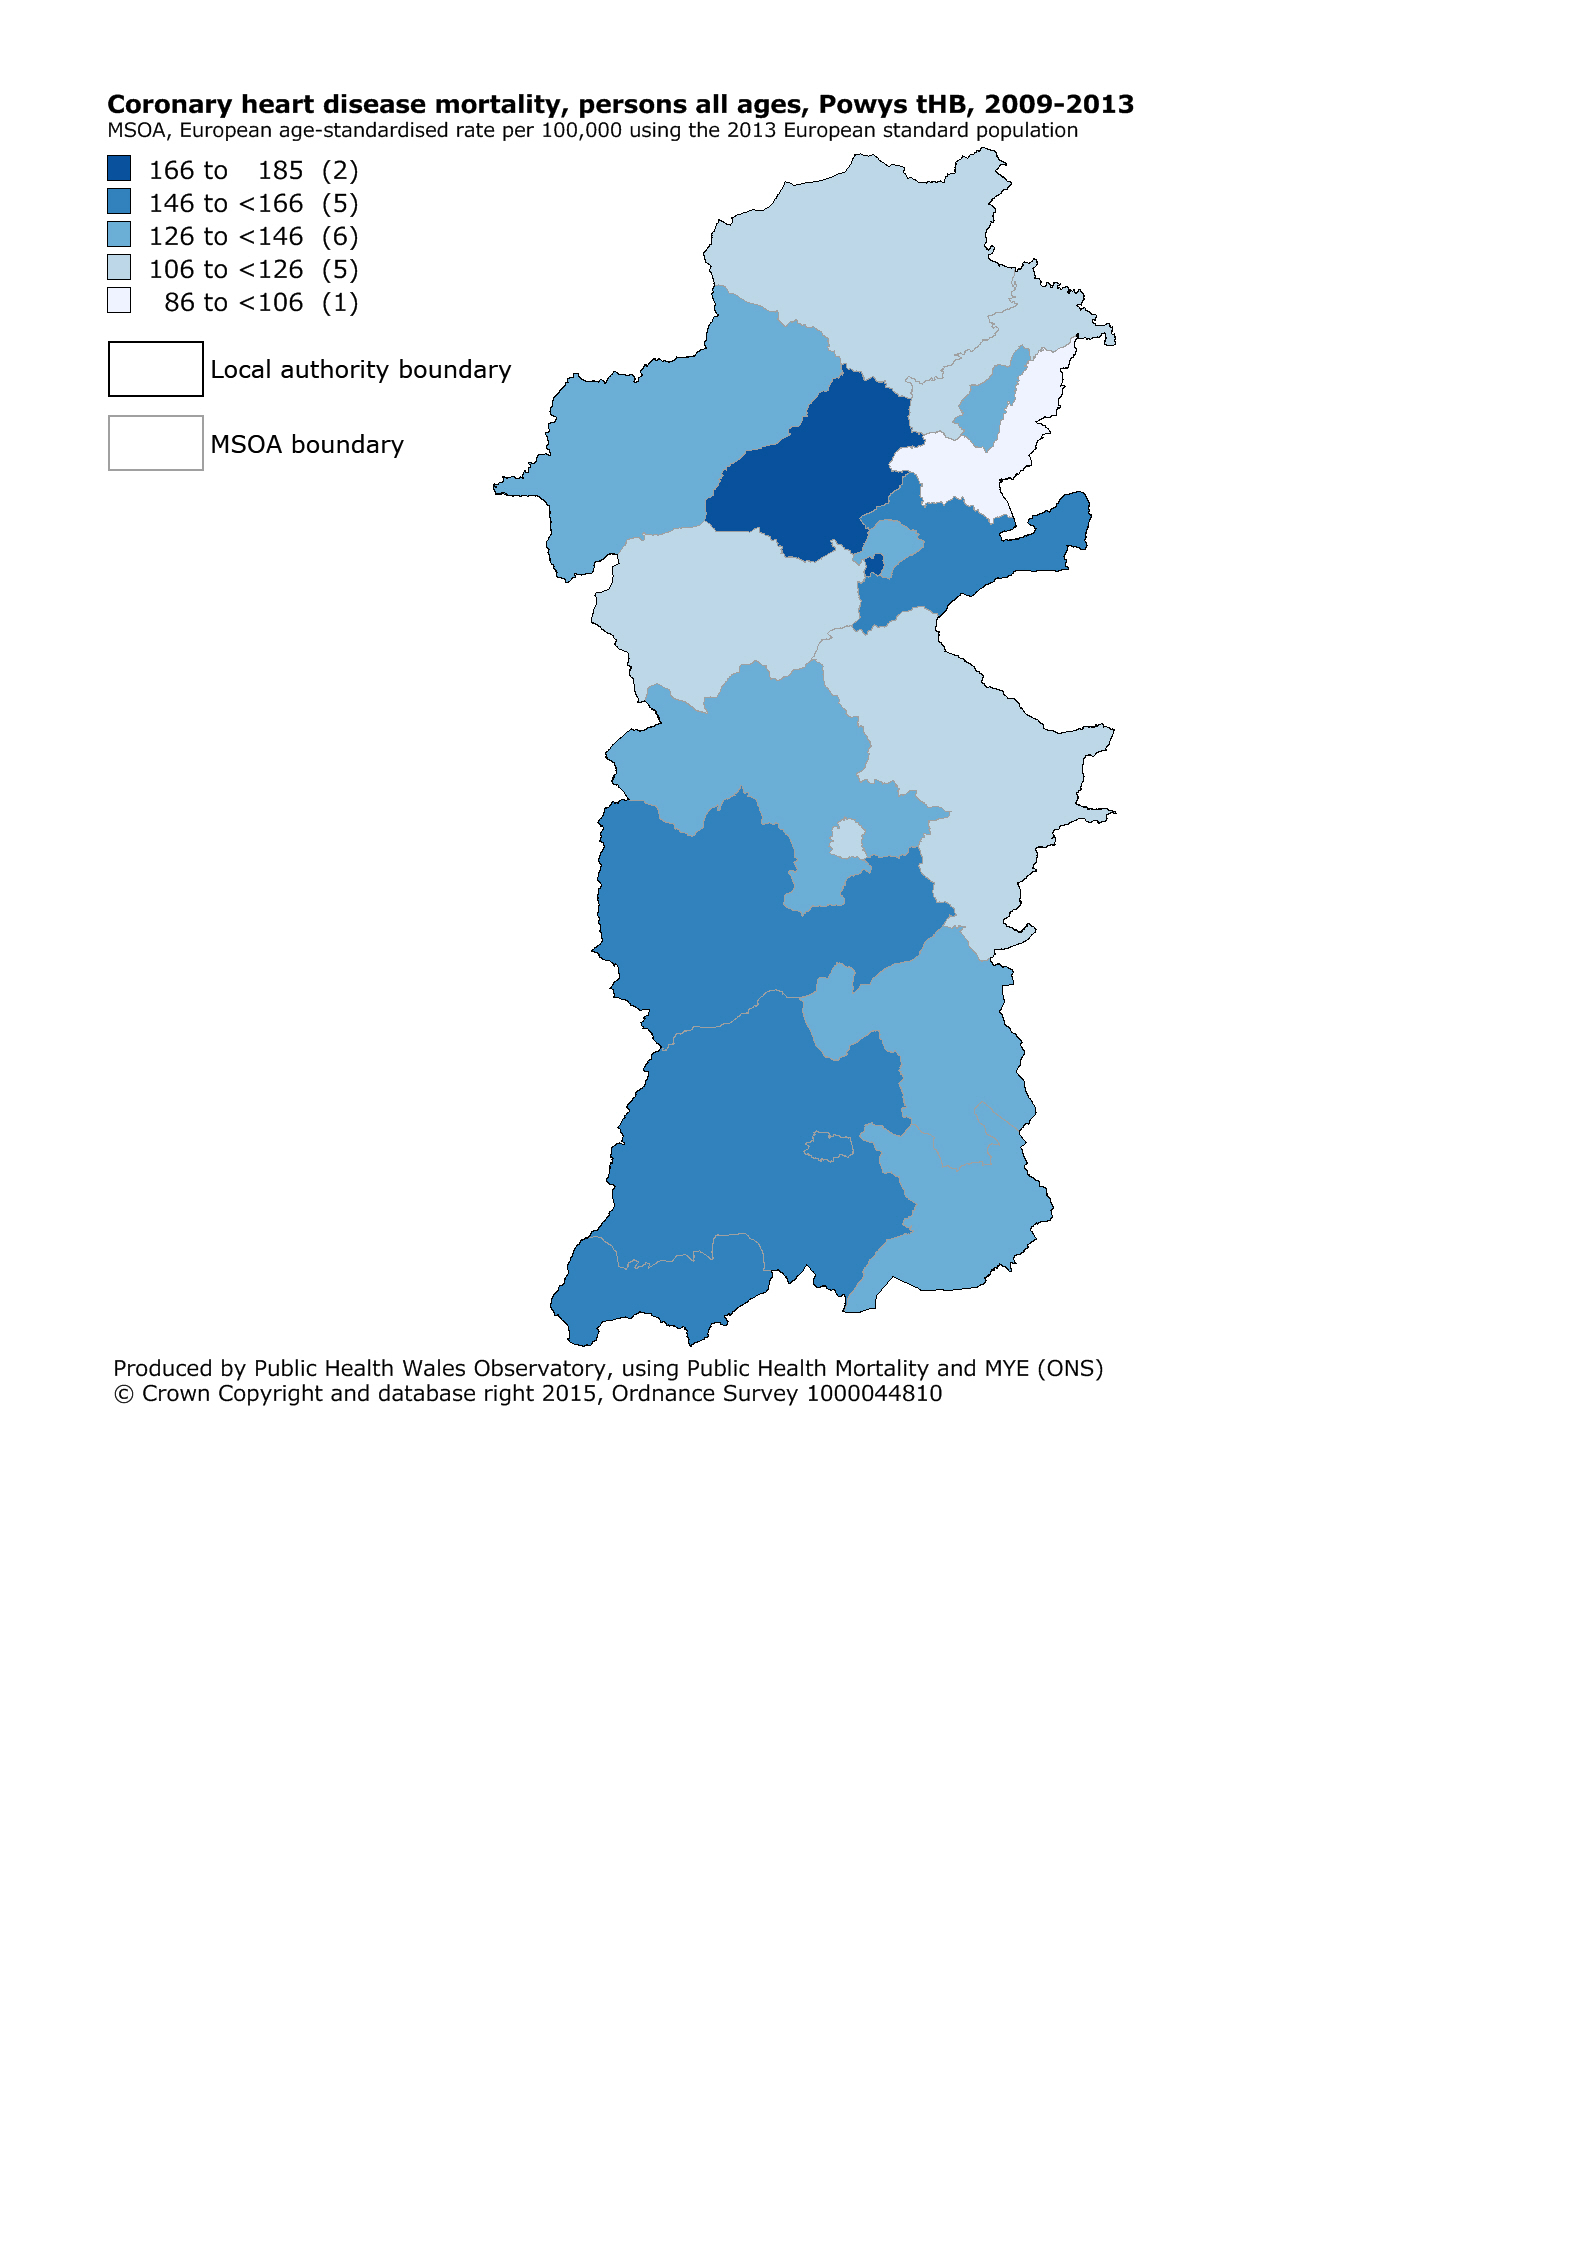 Coronary heart disease mortality, persons all ages, Powys tHB, 2009-2013
MSOA, European age-standardised rate per 100,000 using the 2013 European standard population
166 to 185 (2)
146 to <166 (5)
126 to <146 (6)
106 to <126 (5)
86 to <106 (1)
Local authority boundary
MSOA boundary
Produced by Public Health Wales Observatory, using Public Health Mortality and MYE (ONS)
© Crown Copyright and database right 2015, Ordnance Survey 1000044810